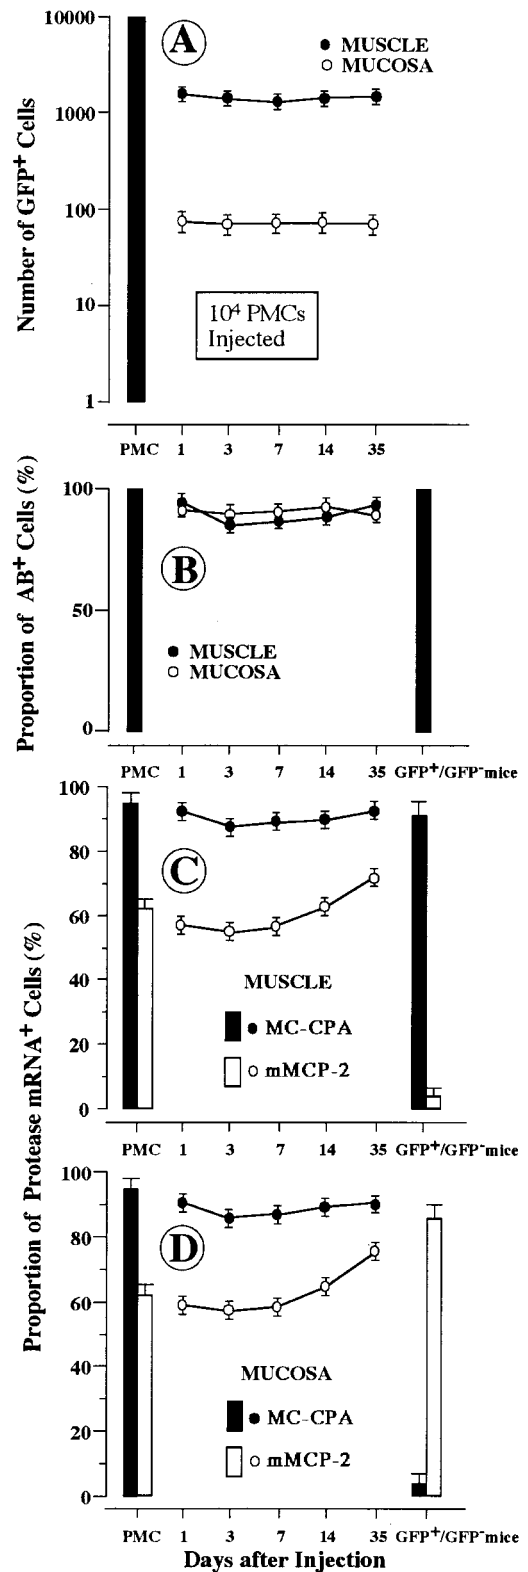 A
MUSCLE
MUCOSA
10000
1000
100
10
1
Number of GFP+ Cells
10⁴ PMCs
Injected
PMC 1 3 7 14 35
B
100
50
0
Proportion of AB+ Cells (%)
MUSCLE
MUCOSA
PMC 1 3 7 14 35 GFP+/GFP-mice
C
100
80
60
40
20
0
MUSCLE
MC-CPA
mMCP-2
Proportion of Protease mRNA+ Cells (%)
PMC 1 3 7 14 35 GFP+/GFP-mice
D
100
80
60
40
20
0
MUCOSA
MC-CPA
mMCP-2
PMC 1 3 7 14 35 GFP+/GFP-mice
Days after Injection